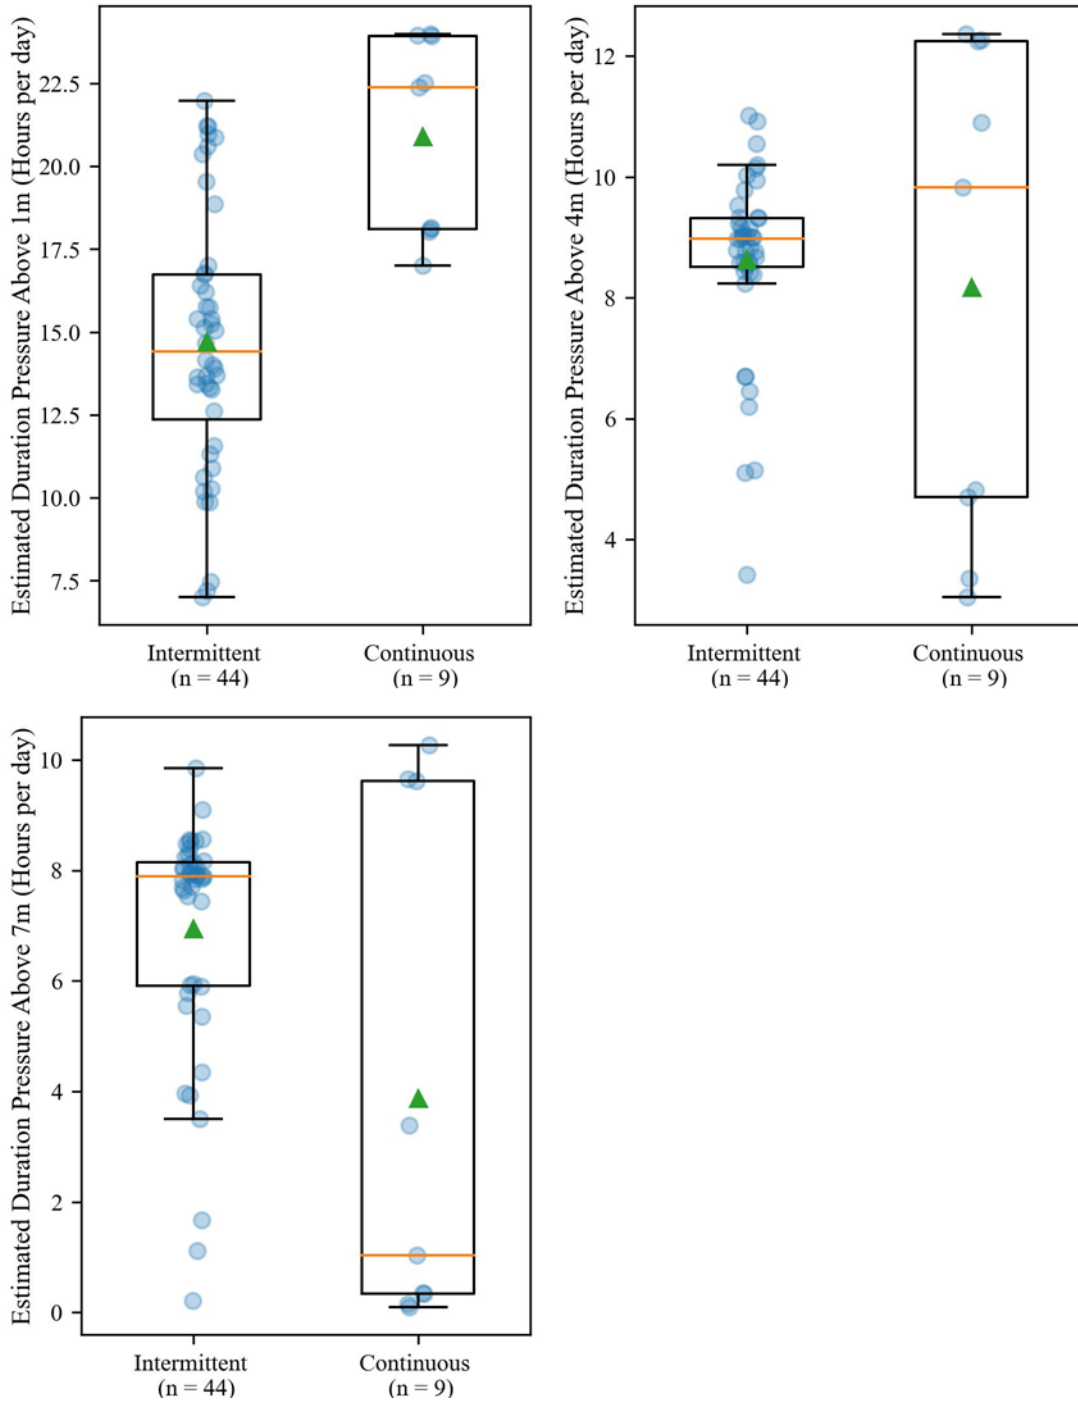 Estimated Duration Pressure Above 1m (Hours per day)
22.5
20.0
17.5
15.0
12.5
10.0
7.5
Intermittent
(n = 44)
Continuous
(n = 9)
Estimated Duration Pressure Above 4m (Hours per day)
12
10
8
6
4
Intermittent
(n = 44)
Continuous
(n = 9)
Estimated Duration Pressure Above 7m (Hours per day)
10
8
6
4
2
0
Intermittent
(n = 44)
Continuous
(n = 9)